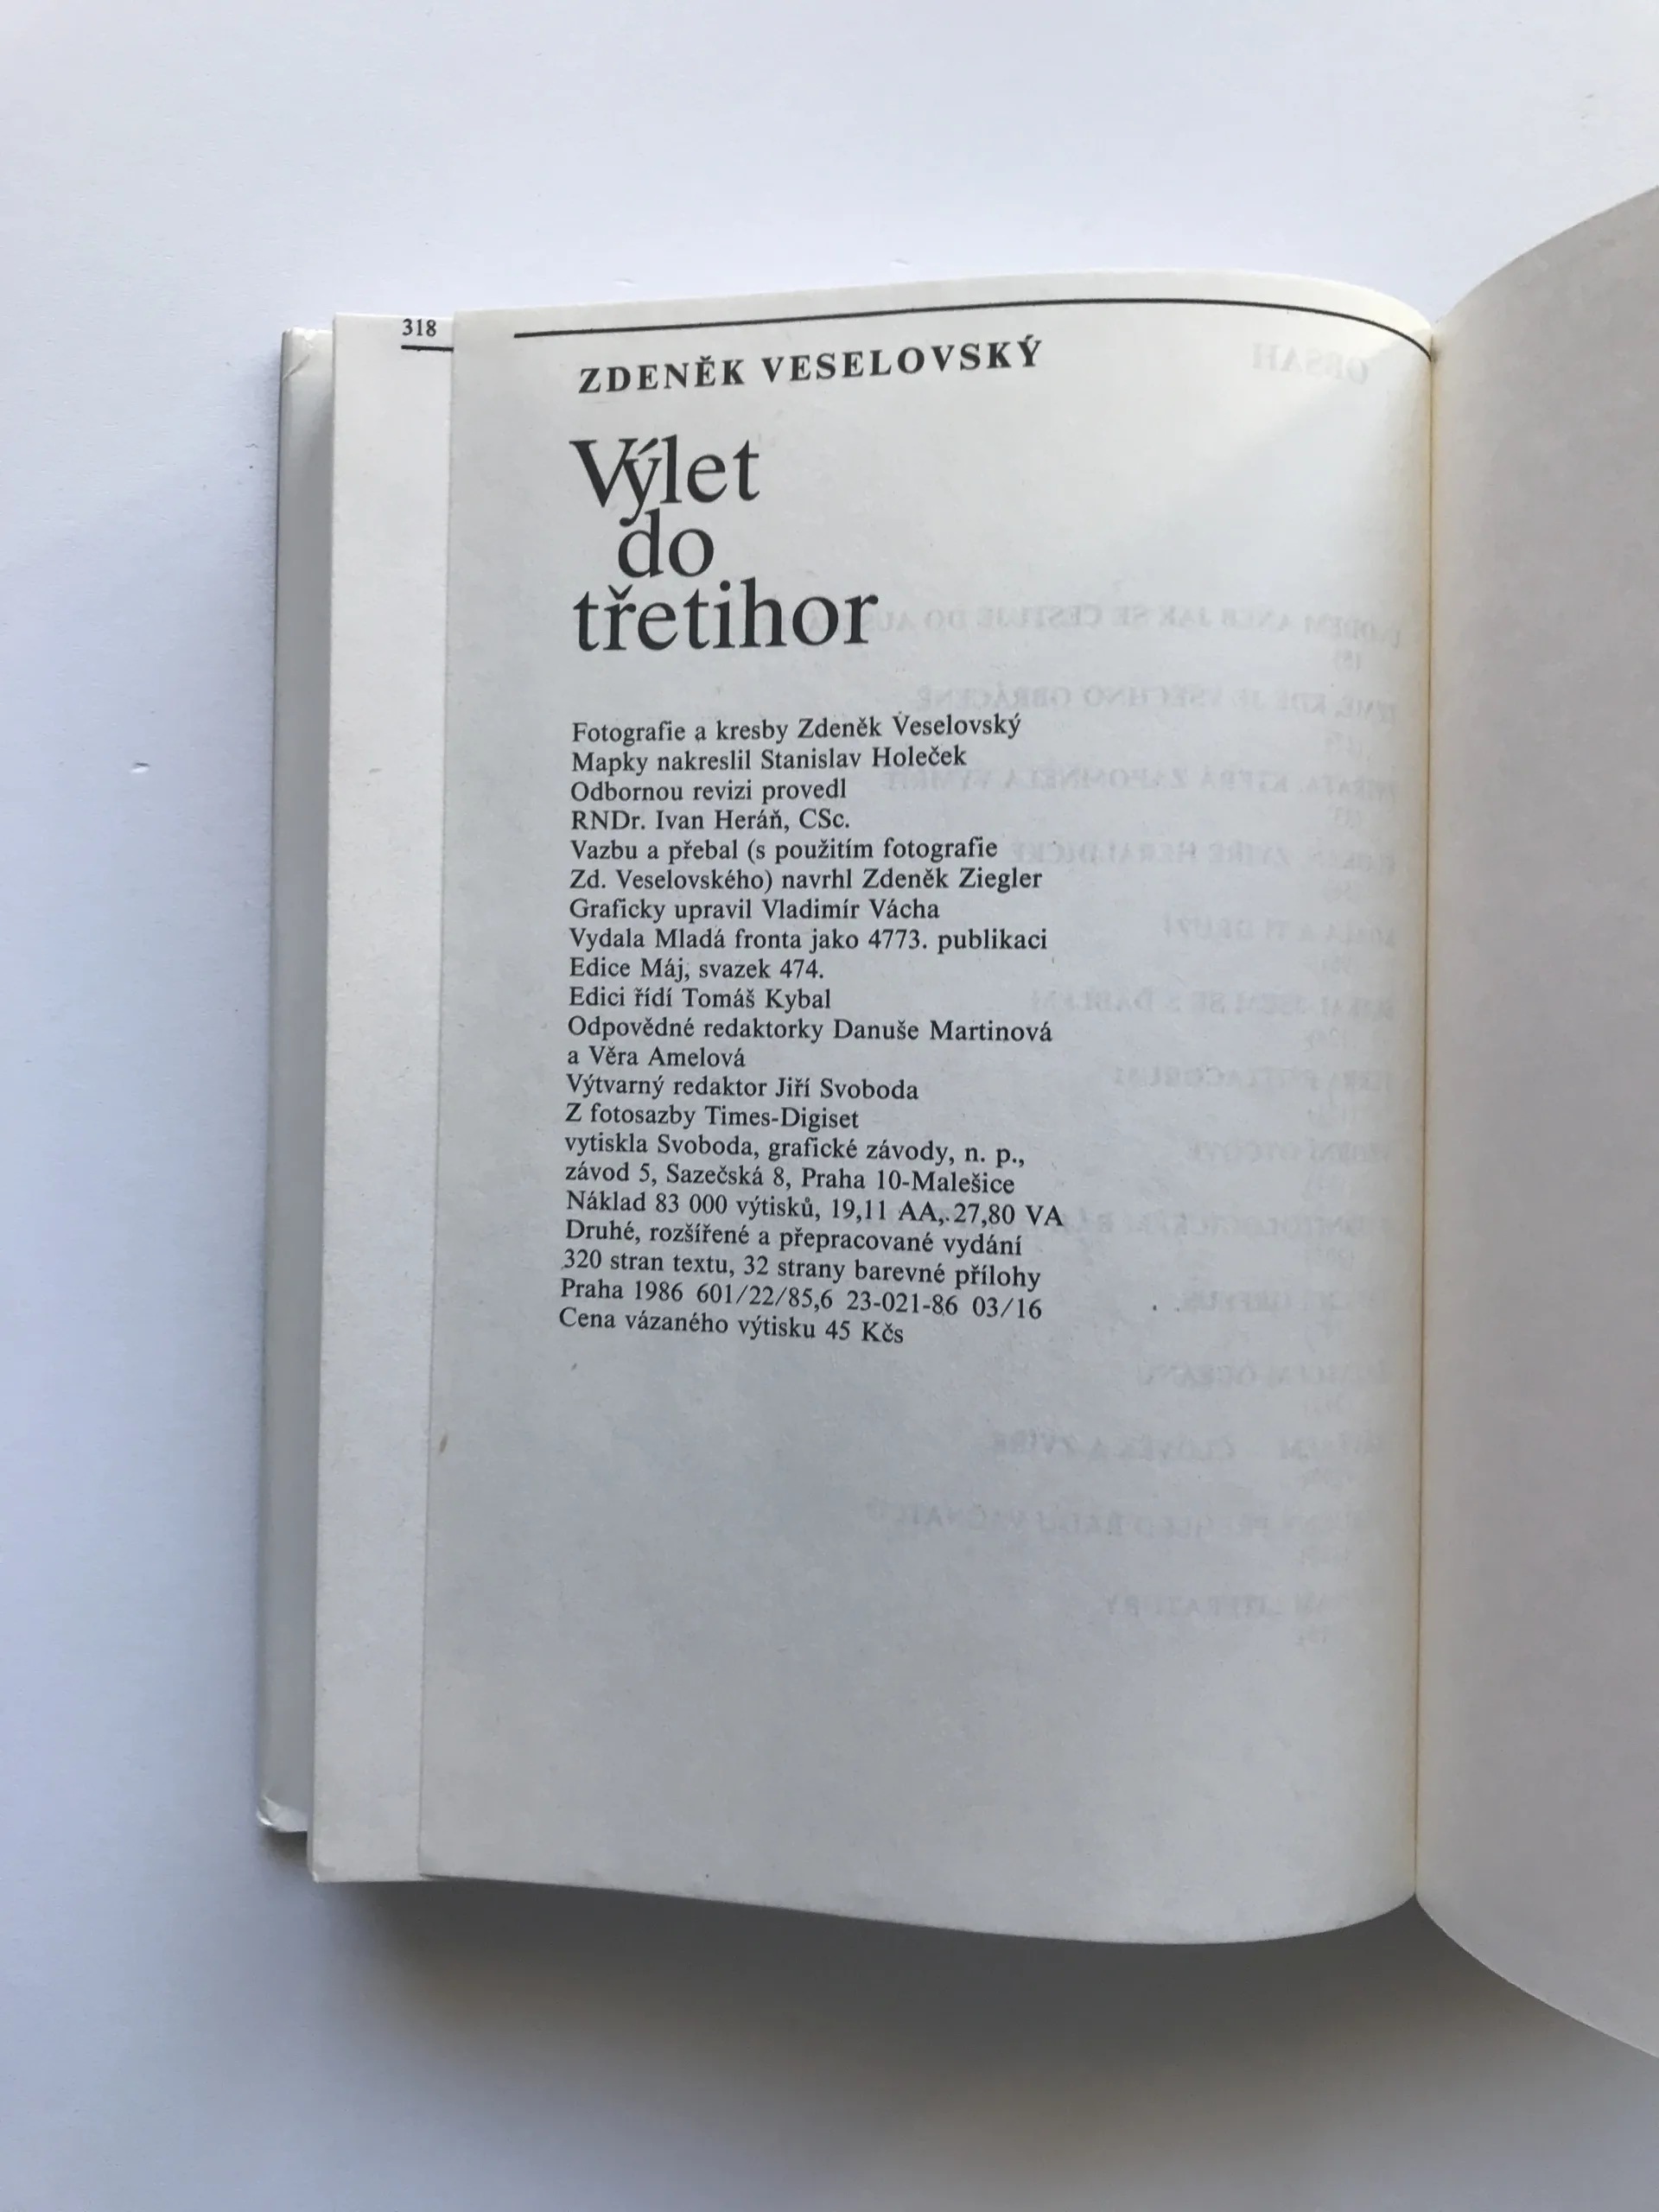 318
ZDENĚK VESELOVSKÝ
Výlet
do
třetihor
Fotografie a kresby Zdeněk Veselovský
Mapky nakreslil Stanislav Holeček
Odbornou revizi provedl
RNDr. Ivan Heráň, CSc.
Vazbu a přebal (s použitím fotografie
Zd. Veselovského) navrhl Zdeněk Ziegler
Graficky upravil Vladimír Vácha
Vydala Mladá fronta jako 4773. publikaci
Edice Máj, svazek 474.
Edici řídí Tomáš Kybal
Odpovědné redaktorky Danuše Martinová
a Věra Amelová
Výtvarný redaktor Jiří Svoboda
Z fotosazby Times-Digiset
vytiskla Svoboda, grafické závody, n. p.,
závod 5, Sazečská 8, Praha 10-Malešice
Náklad 83 000 výtisků, 19,11 AA, 27,80 VA
Druhé, rozšířené a přepracované vydání
320 stran textu, 32 strany barevné přílohy
Praha 1986 601/22/85,6 23-021-86 03/16
Cena vázaného výtisku 45 Kčs